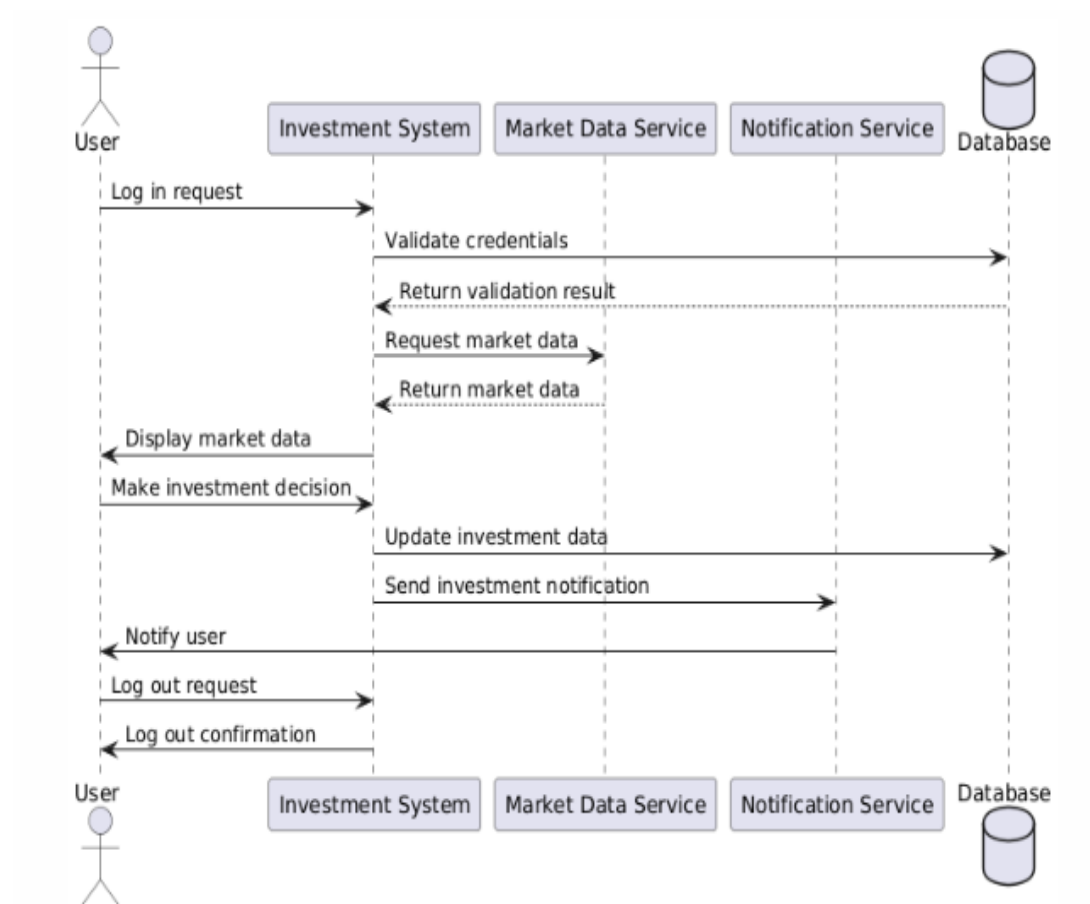 User
Investment System
Market Data Service
Notification Service
Database
Log in request
Validate credentials
Return validation result
Request market data
Return market data
Display market data
Make investment decision
Update investment data
Send investment notification
Notify user
Log out request
Log out confirmation
User
Investment System
Market Data Service
Notification Service
Database